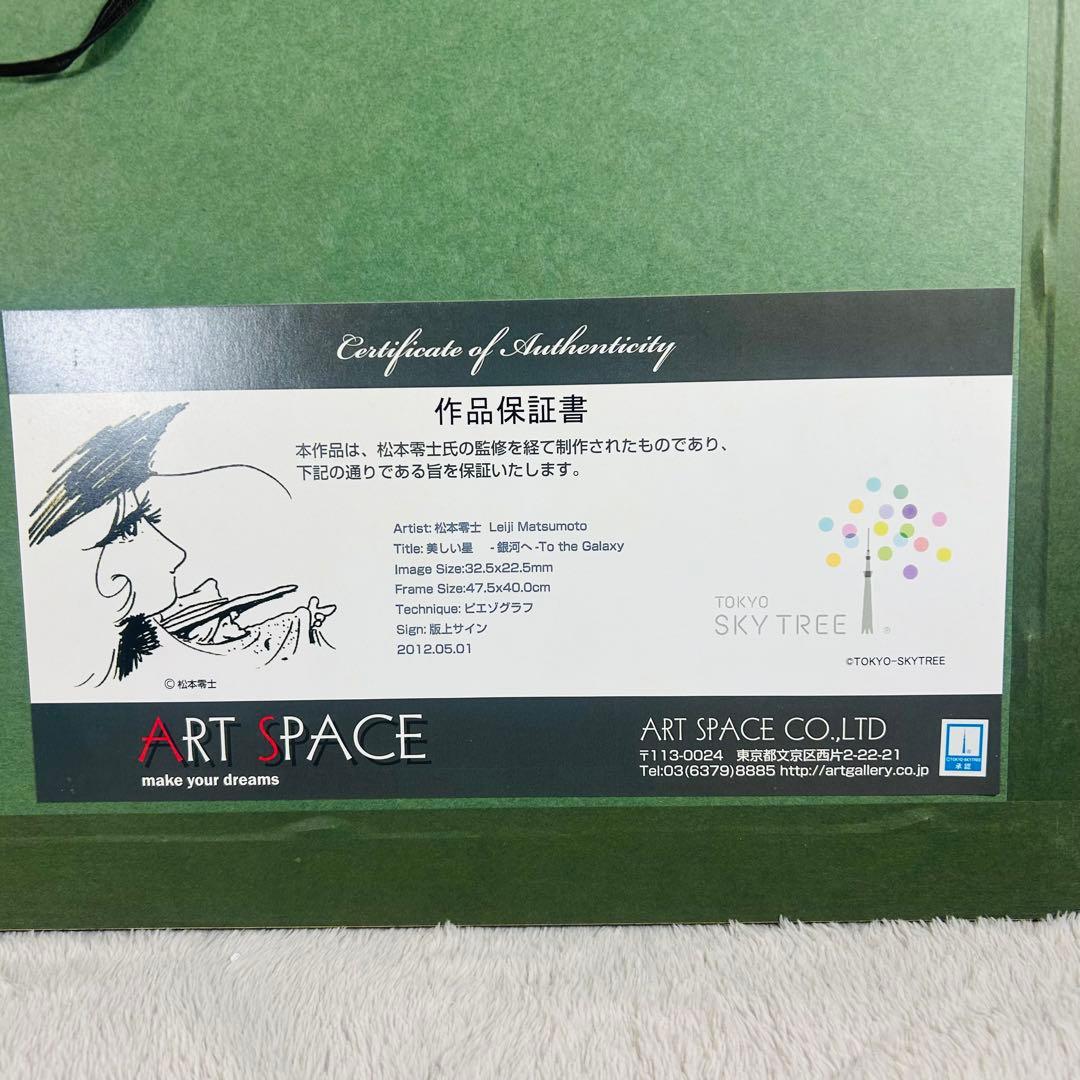 Certificate of Authenticity
作品保証書
本作品は、松本零士氏の監修を経て制作されたものであり、
下記の通りである旨を保証いたします。
Artist: 松本零士 Leiji Matsumoto
Title: 美しい星 - 銀河へ -To the Galaxy
Image Size:32.5x22.5mm
Frame Size:47.5x40.0cm
Technique: ピエゾグラフ
Sign: 版上サイン
2012.05.01
© 松本零士
TOKYO
SKY TREE ®
©TOKYO-SKYTREE
ART SPACE
make your dreams
ART SPACE CO.,LTD
〒113-0024 東京都文京区西片2-22-21
Tel:03(6379)8885 http://artgallery.co.jp
©TOKYO-SKYTREE
承認